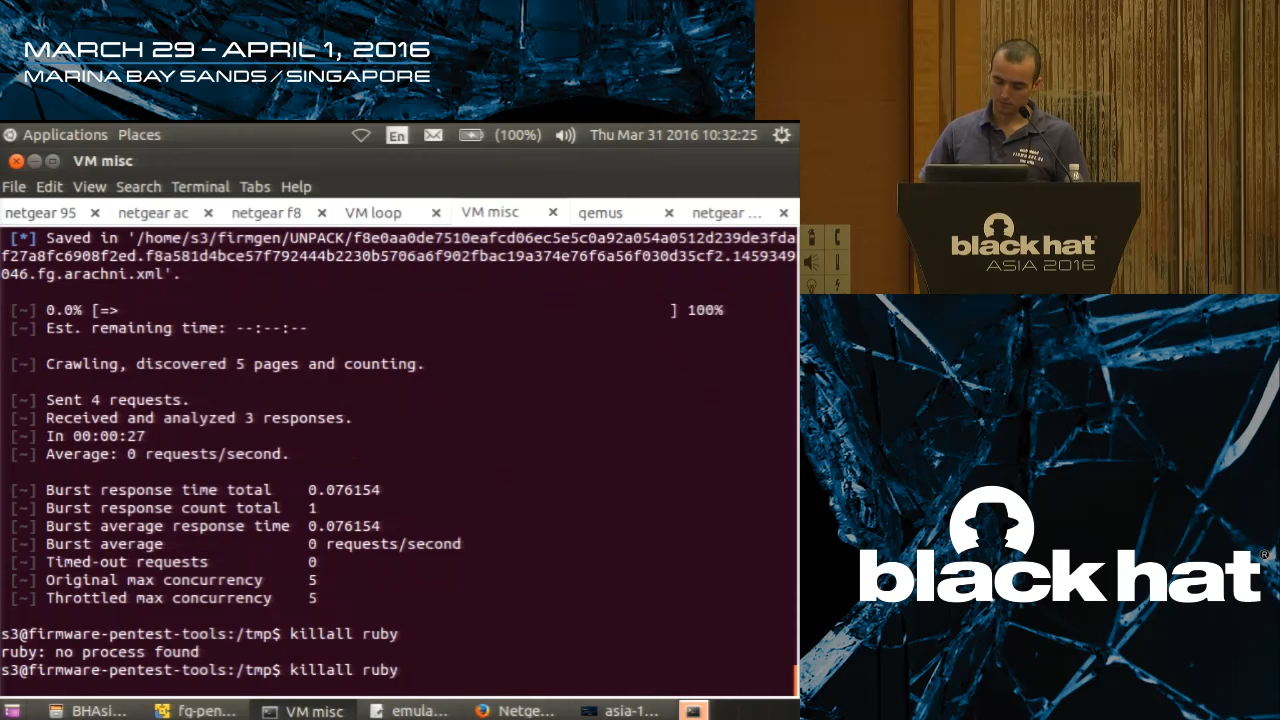 MARCH 29 – APRIL 1, 2016
MARINA BAY SANDS / SINGAPORE
Applications Places En (100%) Thu Mar 31 2016 10:32:25
VM misc
File Edit View Search Terminal Tabs Help
netgear 95 × netgear ac × netgear f8 × VM loop × VM misc × qemus × netgear ... ×
[*] Saved in '/home/s3/firmgen/UNPACK/f8e0aa0de7510eafcd06ec5e5c0a92a054a0512d239de3fda
f27a8fc6908f2ed.f8a581d4bce57f792444b2230b5706a6f902fbac19a374e76f6a56f030d35cf2.1459349
046.fg.arachni.xml'.
[~] 0.0% [=> ] 100%
[~] Est. remaining time: --:--:--
[~] Crawling, discovered 5 pages and counting.
[~] Sent 4 requests.
[~] Received and analyzed 3 responses.
[~] In 00:00:27
[~] Average: 0 requests/second.
[~] Burst response time total 0.076154
[~] Burst response count total 1
[~] Burst average response time 0.076154
[~] Burst average 0 requests/second
[~] Timed-out requests 0
[~] Original max concurrency 5
[~] Throttled max concurrency 5
s3@firmware-pentest-tools:/tmp$ killall ruby
ruby: no process found
s3@firmware-pentest-tools:/tmp$ killall ruby
BHAsi... fg-pen... VM misc emula... Netge... asia-1...
black hat
ASIA 2016
black hat®